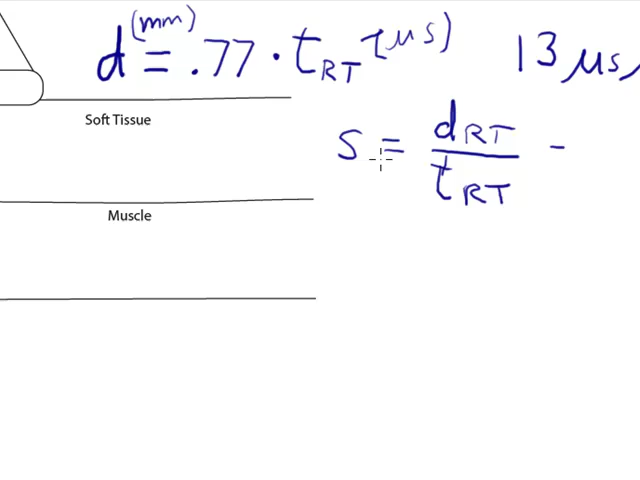 d (mm) = .77 · t_RT (μs) 13 μs
Soft Tissue
s = d_RT / t_RT =
Muscle